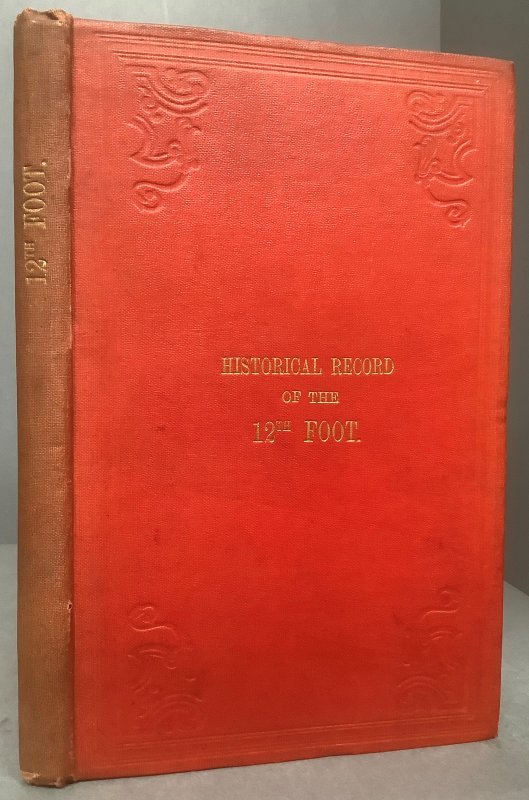 12TH FOOT.
HISTORICAL RECORD
OF THE
12TH FOOT.